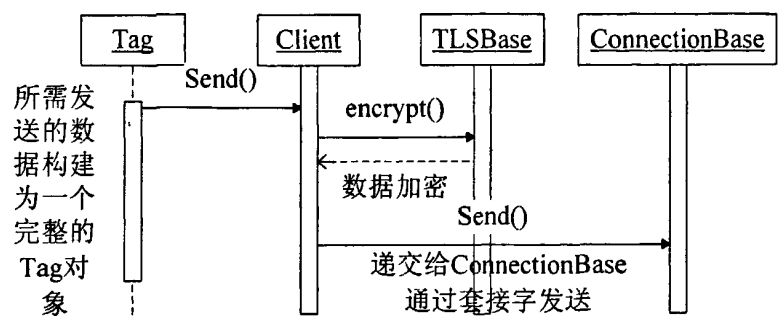 Tag
Client
TLSBase
ConnectionBase
Send()
所需发
送的数
据构建
为一个
完整的
Tag对
象
encrypt()
数据加密
Send()
递交给ConnectionBase
通过套接字发送